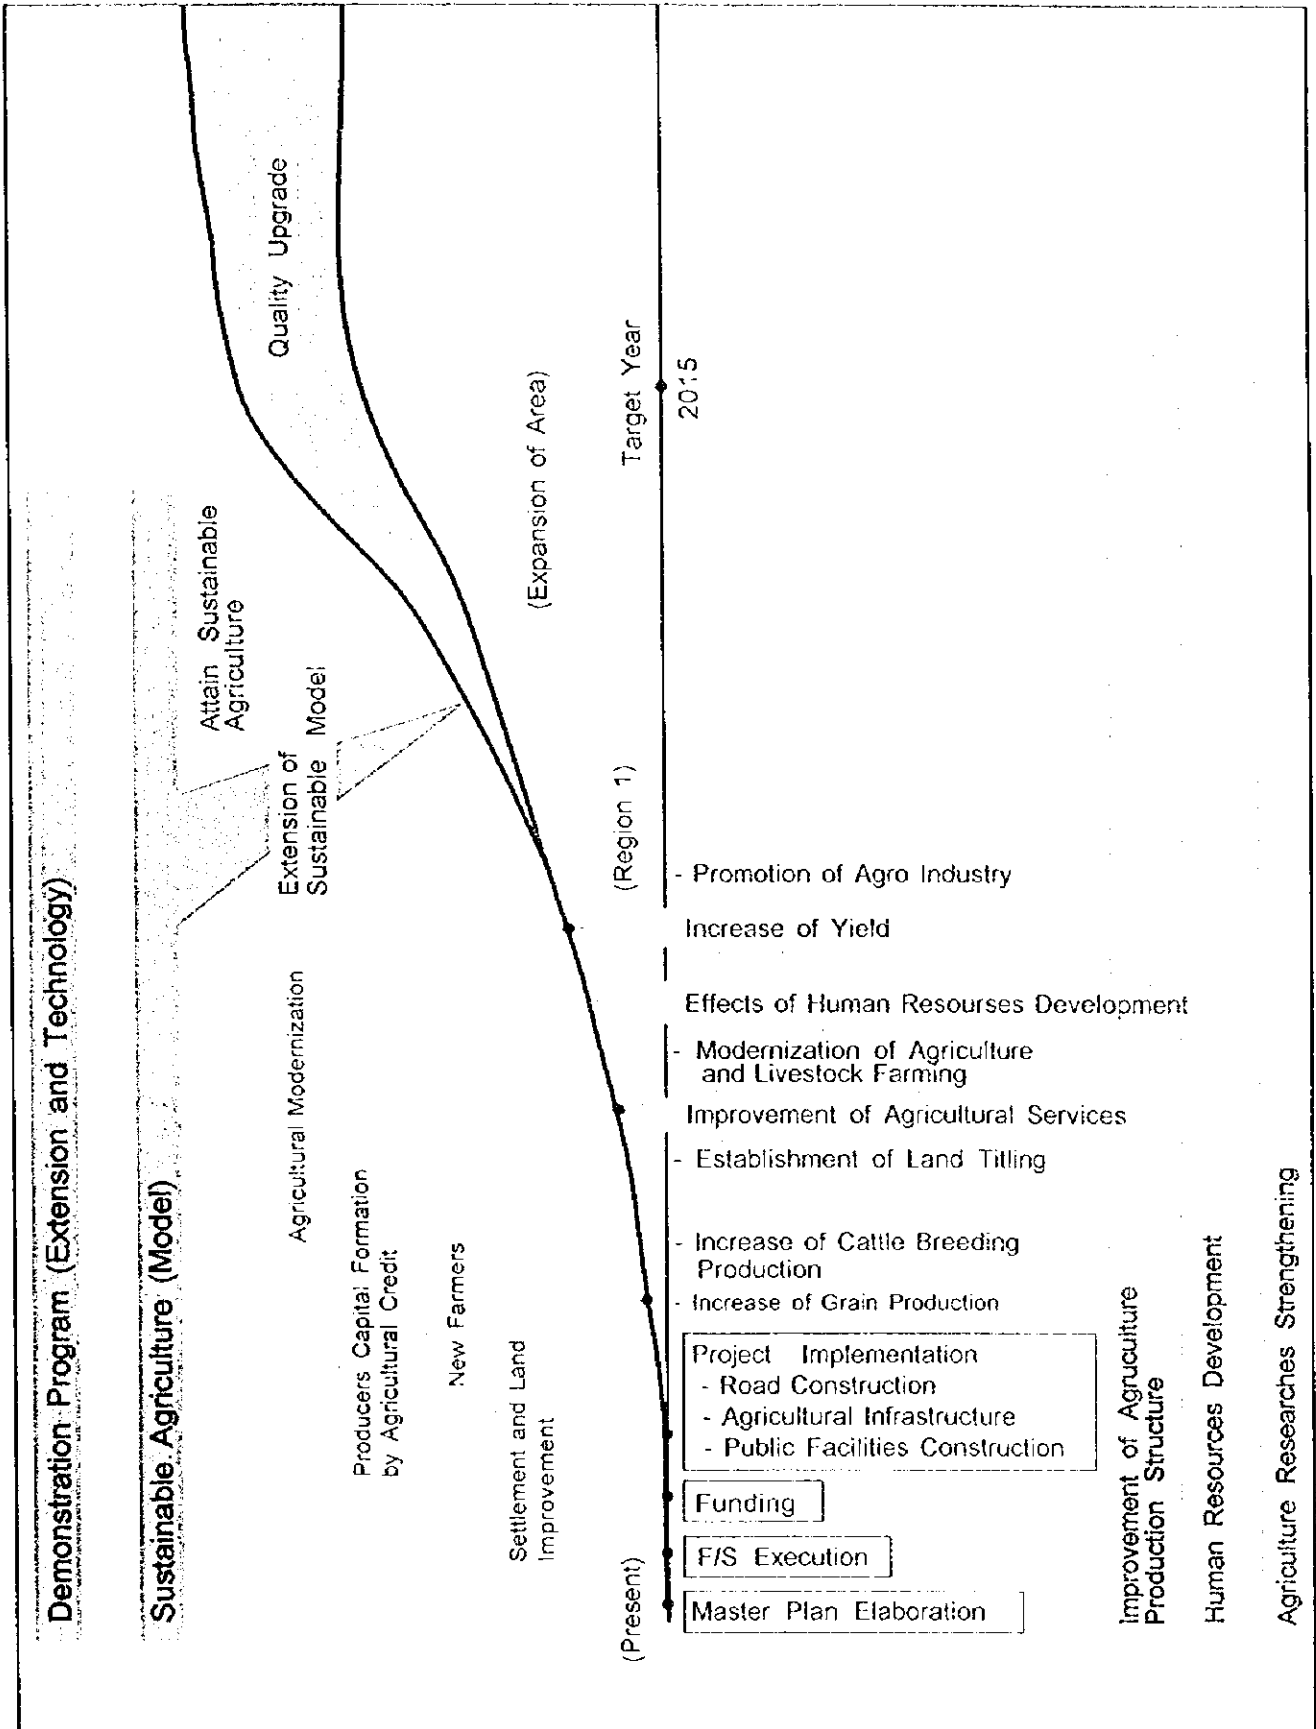 Demonstration Program (Extension and Technology)
Sustainable Agriculture (Model)
Attain Sustainable
Agriculture
Extension of
Sustainable Model
Quality Upgrade
Agricultural Modernization
Producers Capital Formation
by Agricultural Credit
New Farmers
Settlement and Land
Improvement
(Expansion of Area)
(Present)
(Region 1)
Target Year
2015
Master Plan Elaboration
F/S Execution
Funding
Project Implementation
- Road Construction
- Agricultural Infrastructure
- Public Facilities Construction
- Increase of Grain Production
- Increase of Cattle Breeding
Production
- Establishment of Land Titling
Improvement of Agricultural Services
- Modernization of Agriculture
and Livestock Farming
Effects of Human Resourses Development
Increase of Yield
- Promotion of Agro Industry
Improvement of Agruculture
Production Structure
Human Resources Development
Agriculture Researches Strengthening